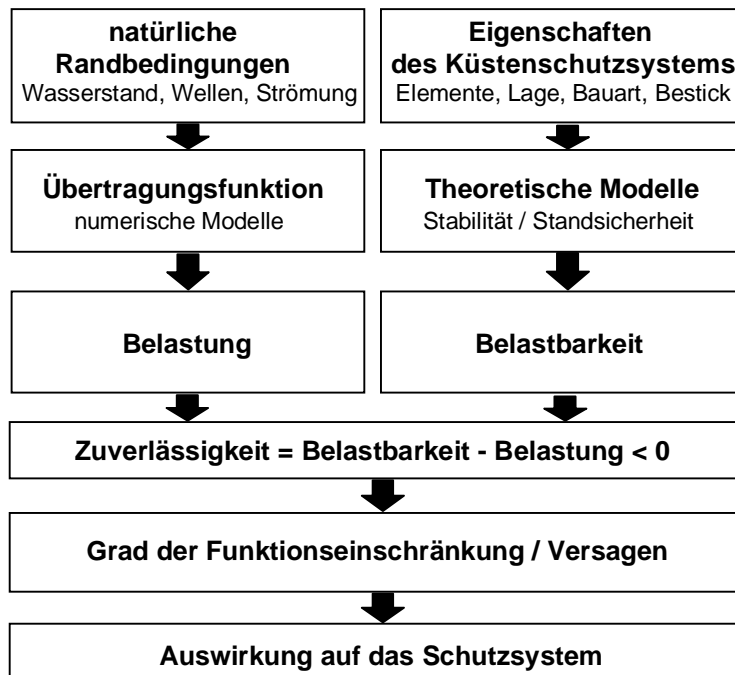 natürliche
Randbedingungen
Wasserstand, Wellen, Strömung
Eigenschaften
des Küstenschutzsystems
Elemente, Lage, Bauart, Bestick
Übertragungsfunktion
numerische Modelle
Theoretische Modelle
Stabilität / Standsicherheit
Belastung
Belastbarkeit
Zuverlässigkeit = Belastbarkeit - Belastung < 0
Grad der Funktionseinschränkung / Versagen
Auswirkung auf das Schutzsystem